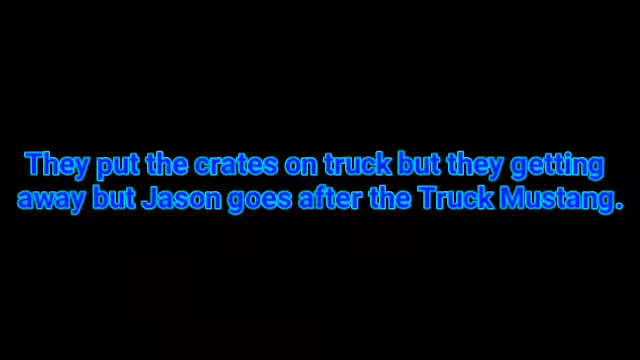 They put the crates on truck but they getting
away but Jason goes after the Truck Mustang.